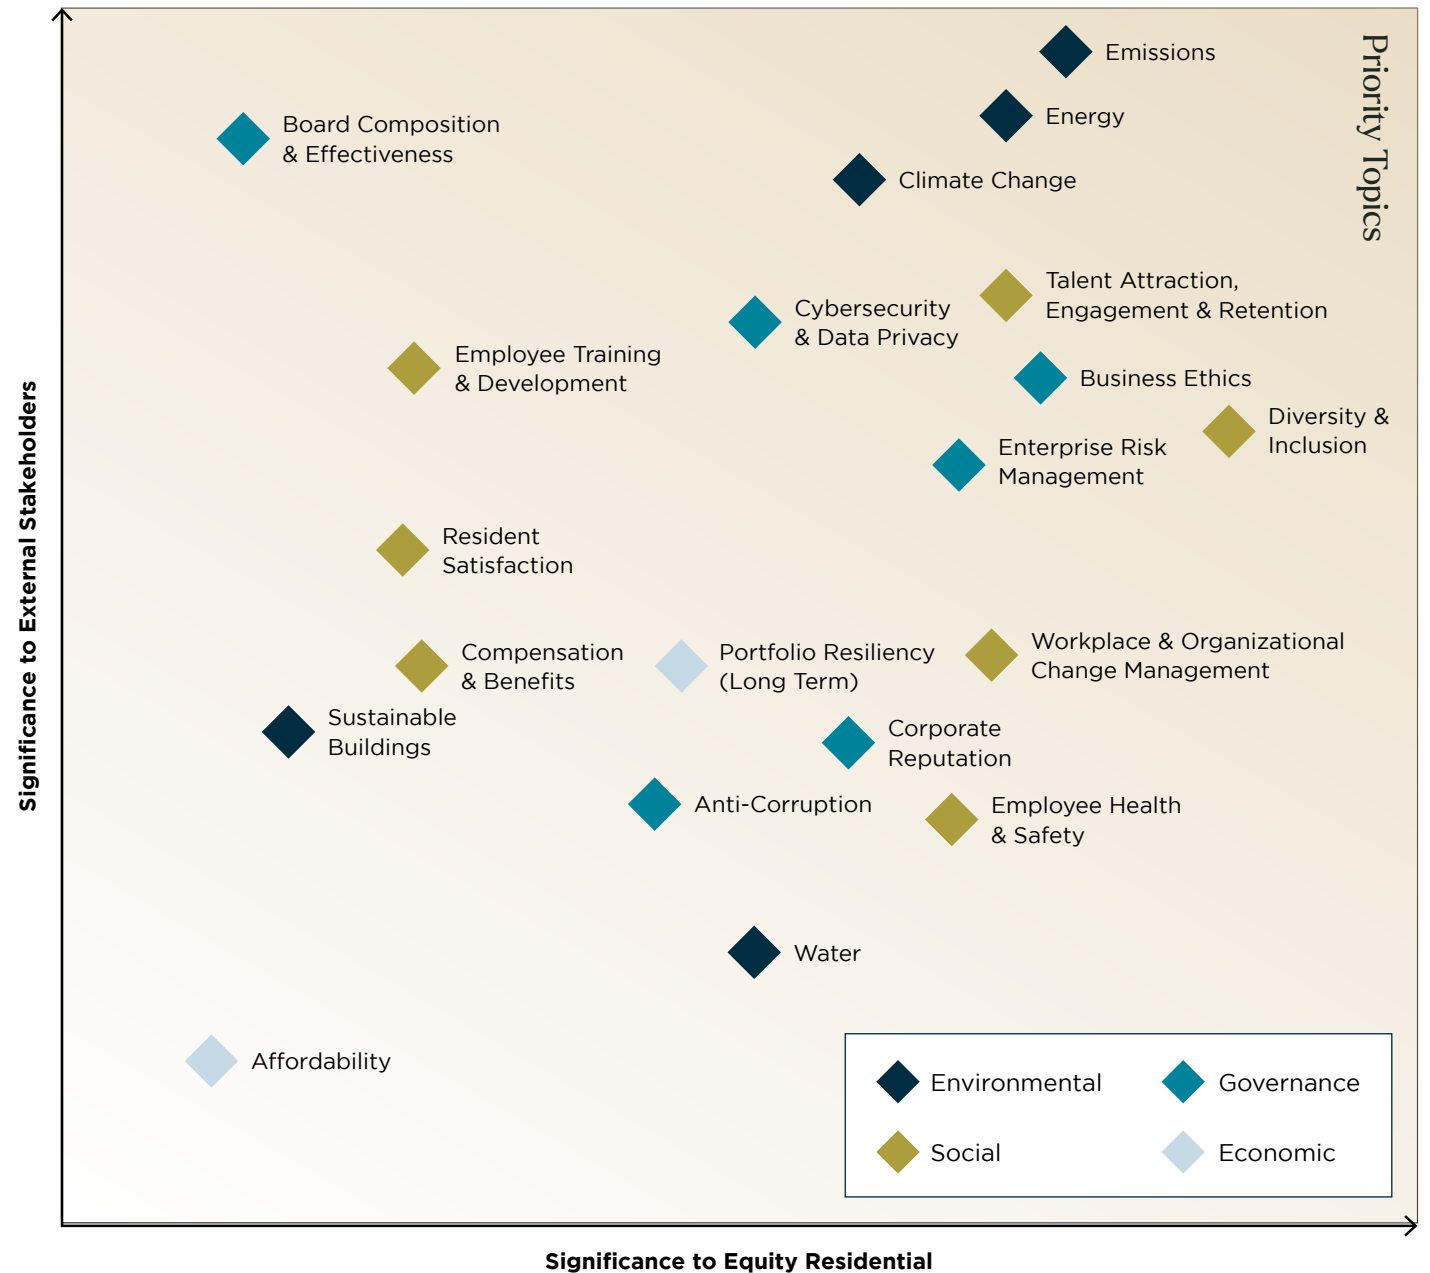 Priority Topics
Emissions
Energy
Board Composition
& Effectiveness
Climate Change
Talent Attraction,
Engagement & Retention
Cybersecurity
& Data Privacy
Employee Training
& Development
Business Ethics
Diversity &
Inclusion
Enterprise Risk
Management
Resident
Satisfaction
Compensation
& Benefits
Portfolio Resiliency
(Long Term)
Workplace & Organizational
Change Management
Sustainable
Buildings
Corporate
Reputation
Anti-Corruption
Employee Health
& Safety
Water
Affordability
Environmental
Governance
Social
Economic
Significance to External Stakeholders
Significance to Equity Residential